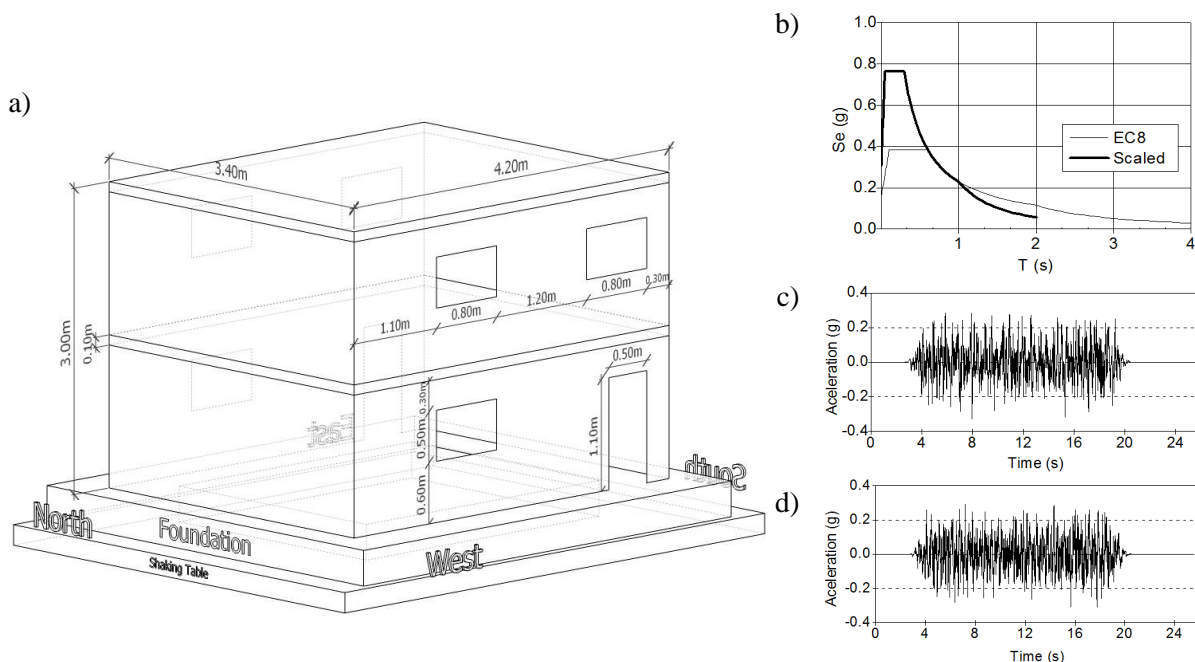 a)
3.40m
4.20m
3.00m
0.10m
1.10m
0.80m
1.20m
0.80m
0.30m
0.50m
0.30m
0.50m
0.60m
1.10m
East
South
North
Foundation
West
Shaking Table
b)
Se (g)
1.0
0.8
0.6
0.4
0.2
0.0
1 2 3 4
T (s)
EC8
Scaled
c)
Aceleration (g)
0.4
0.2
0.0
-0.2
-0.4
0 4 8 12 16 20 24
Time (s)
d)
Aceleration (g)
0.4
0.2
0.0
-0.2
-0.4
0 4 8 12 16 20 24
Time (s)